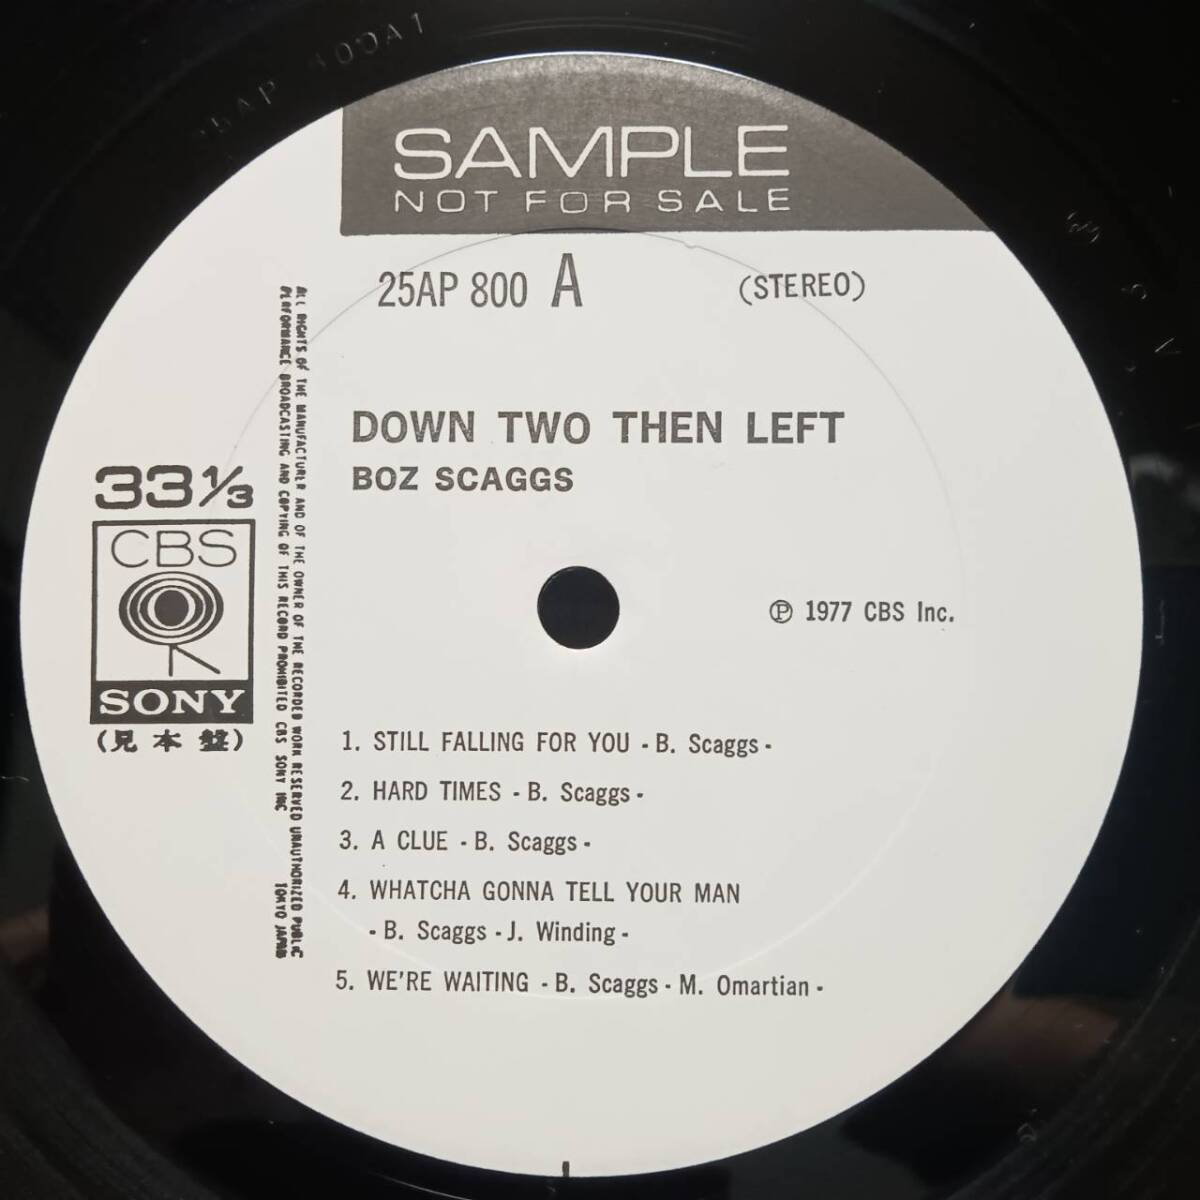 SAMPLE
NOT FOR SALE
25AP 800 A
(STEREO)
DOWN TWO THEN LEFT
BOZ SCAGGS
33 1/3
CBS
SONY
(見本盤)
ALL RIGHTS OF THE MANUFACTURER AND OF THE OWNER OF THE RECORDED WORK RESERVED UNAUTHORIZED PUBLIC
PERFORMANCE BROADCASTING AND COPYING OF THIS RECORD PROHIBITED CBS SONY INC TOKYO JAPAN
℗ 1977 CBS Inc.
1. STILL FALLING FOR YOU - B. Scaggs -
2. HARD TIMES - B. Scaggs -
3. A CLUE - B. Scaggs -
4. WHATCHA GONNA TELL YOUR MAN
- B. Scaggs - J. Winding -
5. WE'RE WAITING - B. Scaggs - M. Omartian -